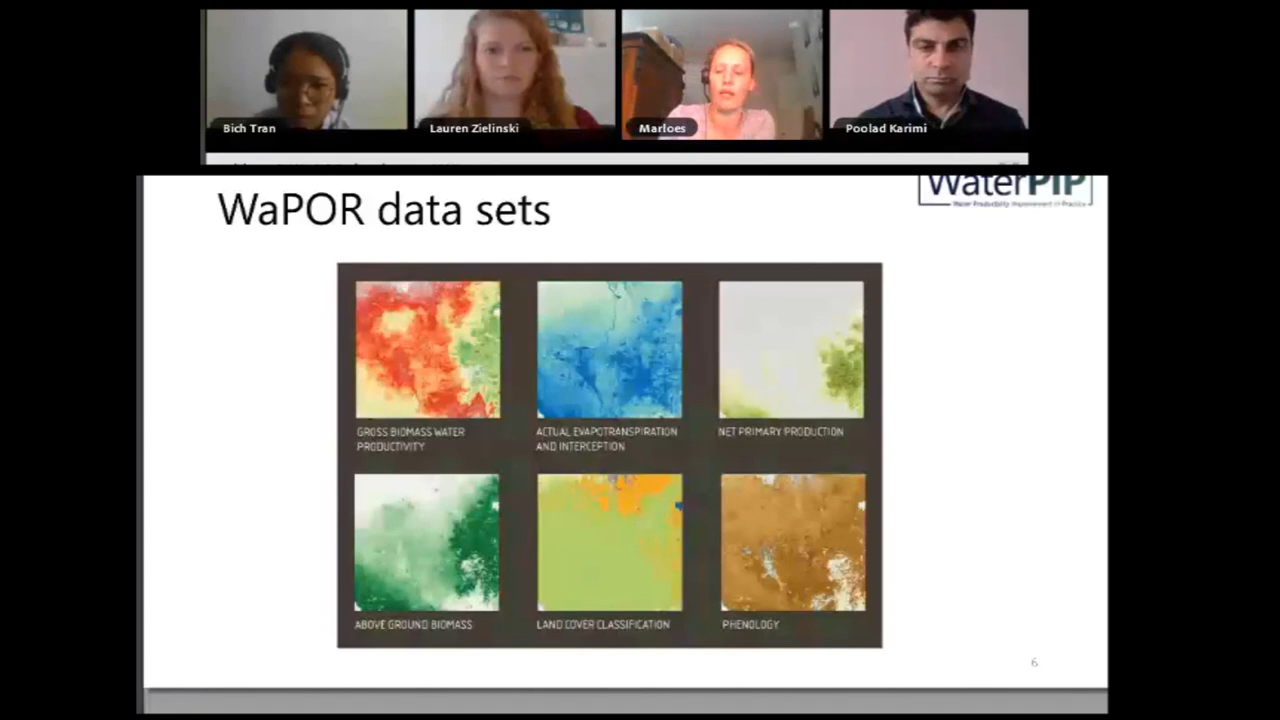 Bich Tran
Lauren Zielinski
Marloes
Poolad Karimi
WaterPIP
Water Productivity Improvement in Practice
WaPOR data sets
GROSS BIOMASS WATER
PRODUCTIVITY
ACTUAL EVAPOTRANSPIRATION
AND INTERCEPTION
NET PRIMARY PRODUCTION
ABOVE GROUND BIOMASS
LAND COVER CLASSIFICATION
PHENOLOGY
6